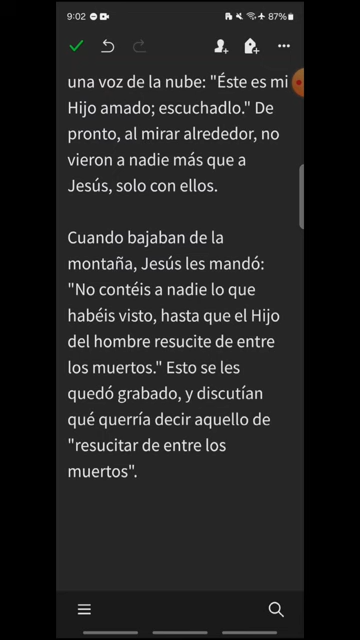 9:02
87%
una voz de la nube: "Éste es mi
Hijo amado; escuchadlo." De
pronto, al mirar alrededor, no
vieron a nadie más que a
Jesús, solo con ellos.
Cuando bajaban de la
montaña, Jesús les mandó:
"No contéis a nadie lo que
habéis visto, hasta que el Hijo
del hombre resucite de entre
los muertos." Esto se les
quedó grabado, y discutían
qué querría decir aquello de
"resucitar de entre los
muertos".